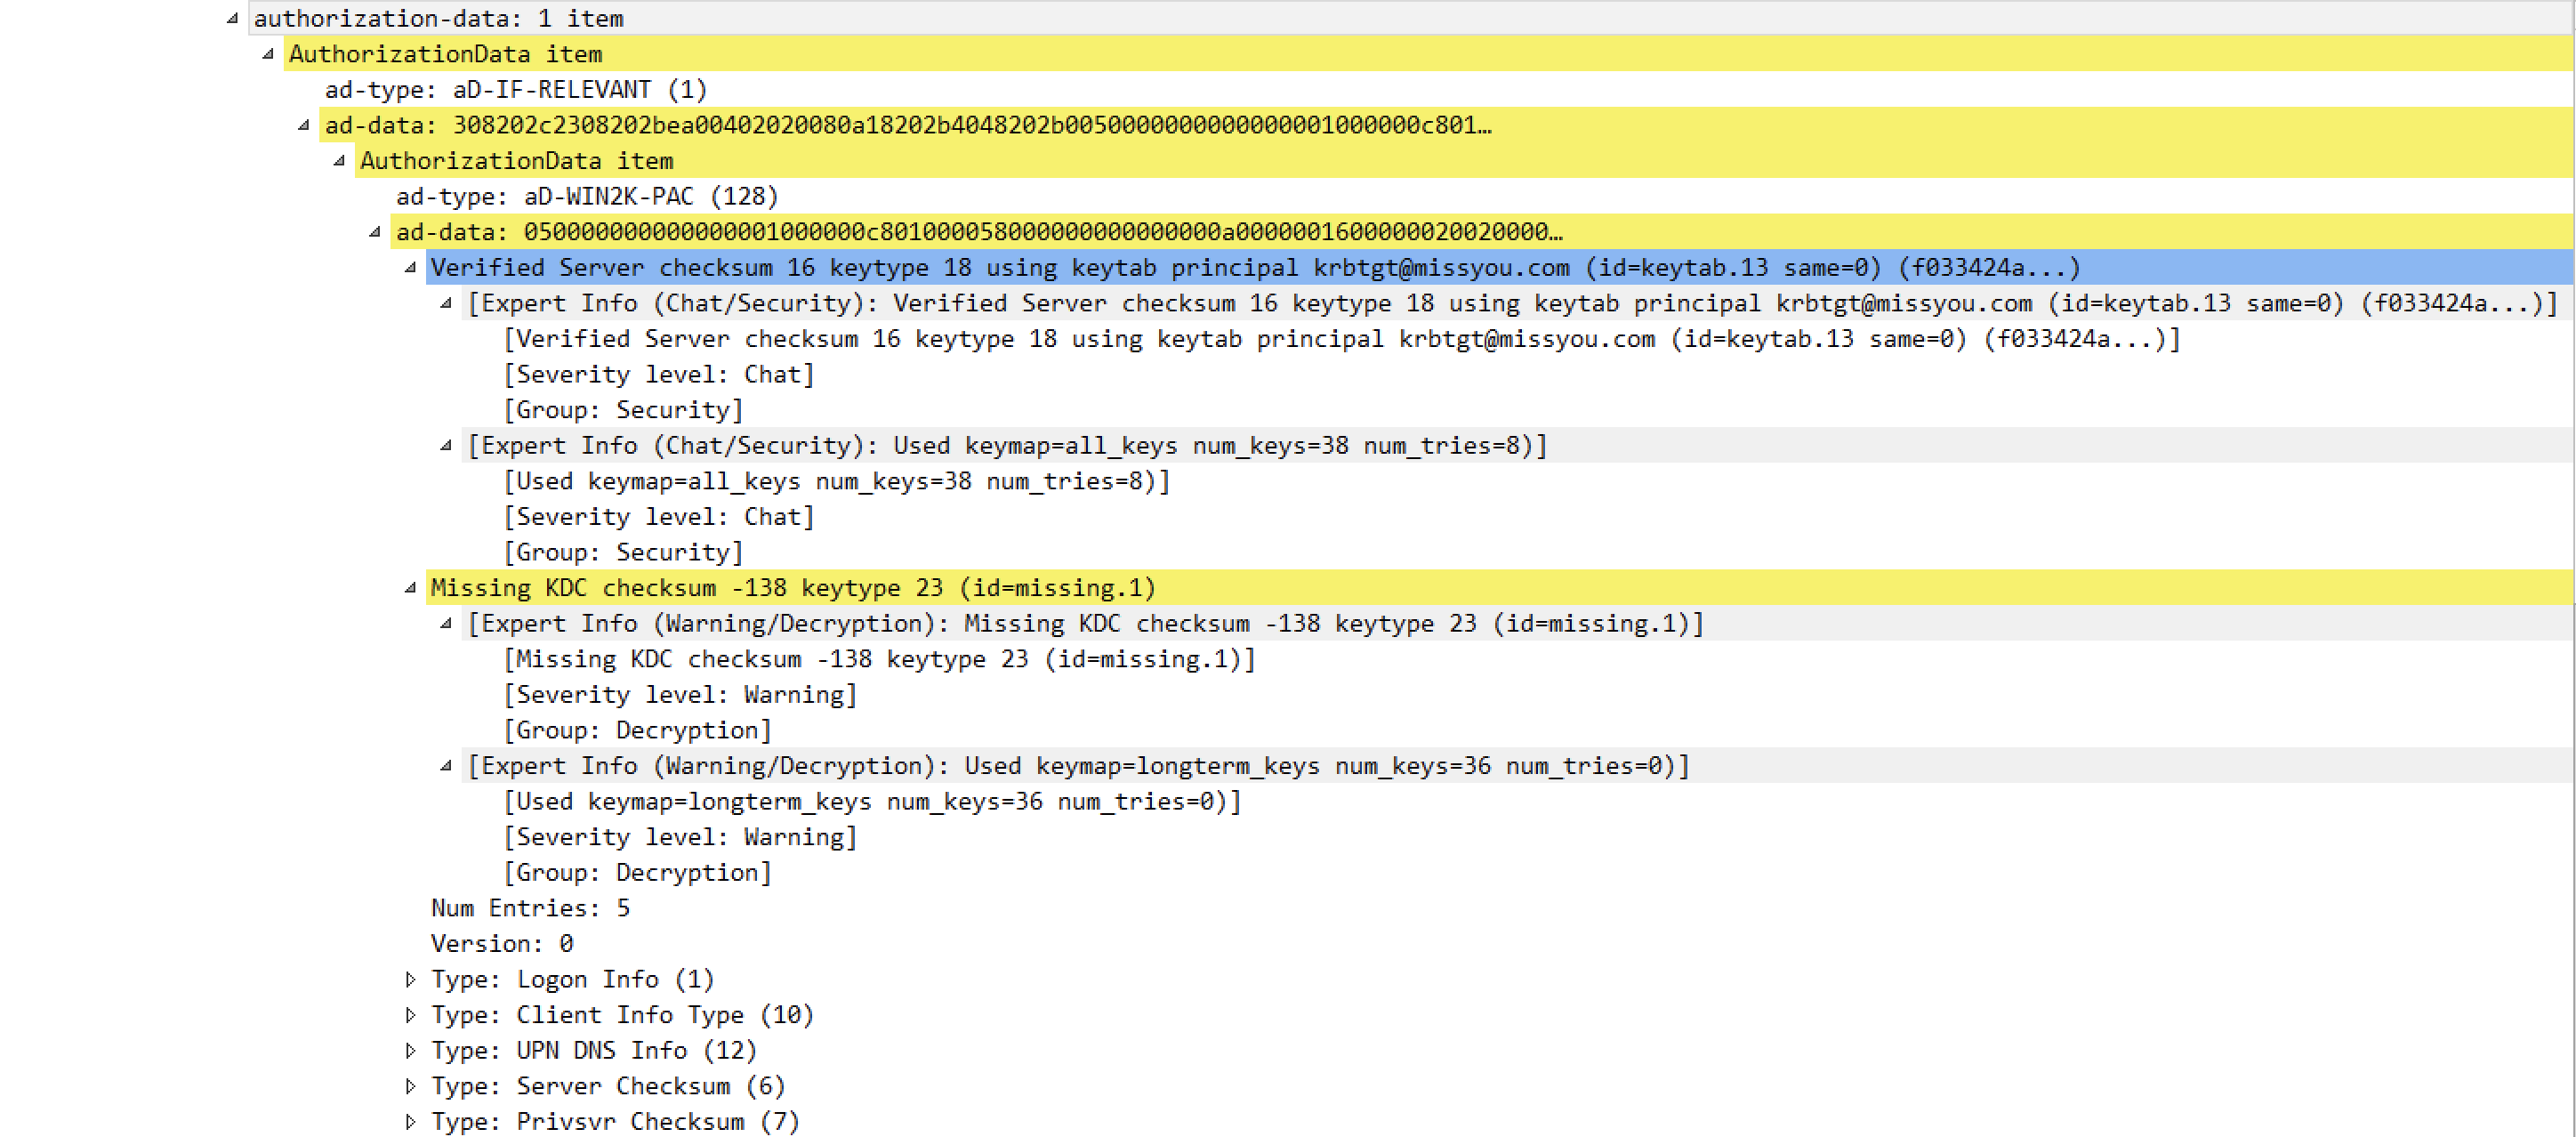 authorization-data: 1 item
AuthorizationData item
ad-type: aD-IF-RELEVANT (1)
ad-data: 308202c2308202bea00402020080a18202b4048202b0050000000000000001000000c801…
AuthorizationData item
ad-type: aD-WIN2K-PAC (128)
ad-data: 050000000000000001000000c801000058000000000000000a0000001600000020020000…
Verified Server checksum 16 keytype 18 using keytab principal krbtgt@missyou.com (id=keytab.13 same=0) (f033424a...)
[Expert Info (Chat/Security): Verified Server checksum 16 keytype 18 using keytab principal krbtgt@missyou.com (id=keytab.13 same=0) (f033424a...)]
[Verified Server checksum 16 keytype 18 using keytab principal krbtgt@missyou.com (id=keytab.13 same=0) (f033424a...)]
[Severity level: Chat]
[Group: Security]
[Expert Info (Chat/Security): Used keymap=all_keys num_keys=38 num_tries=8)]
[Used keymap=all_keys num_keys=38 num_tries=8)]
[Severity level: Chat]
[Group: Security]
Missing KDC checksum -138 keytype 23 (id=missing.1)
[Expert Info (Warning/Decryption): Missing KDC checksum -138 keytype 23 (id=missing.1)]
[Missing KDC checksum -138 keytype 23 (id=missing.1)]
[Severity level: Warning]
[Group: Decryption]
[Expert Info (Warning/Decryption): Used keymap=longterm_keys num_keys=36 num_tries=0)]
[Used keymap=longterm_keys num_keys=36 num_tries=0)]
[Severity level: Warning]
[Group: Decryption]
Num Entries: 5
Version: 0
Type: Logon Info (1)
Type: Client Info Type (10)
Type: UPN DNS Info (12)
Type: Server Checksum (6)
Type: Privsvr Checksum (7)